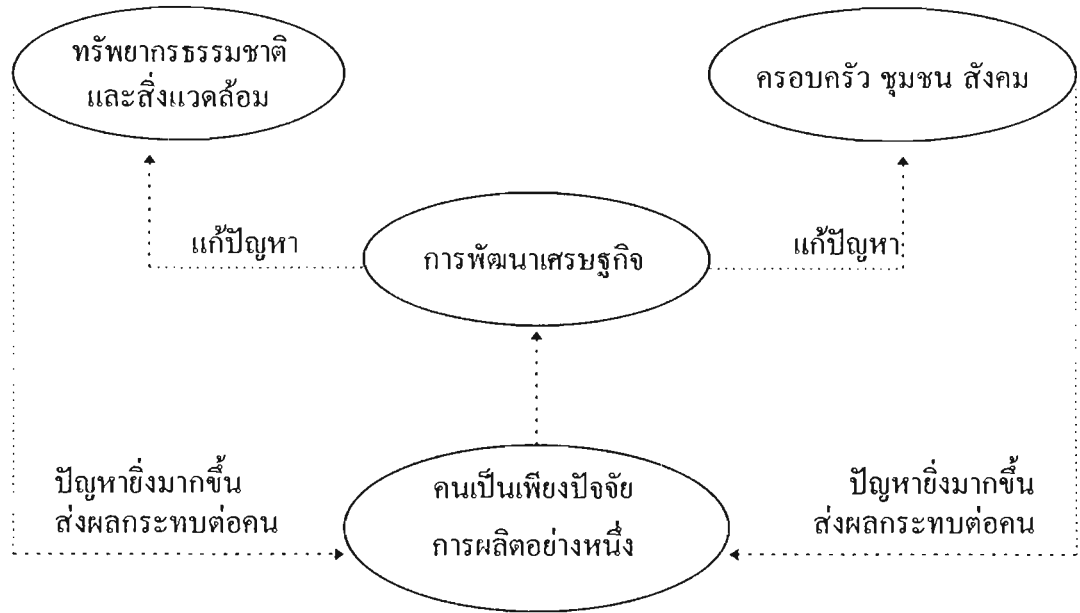 ทรัพยากรธรรมชาติ
และสิ่งแวดล้อม
ครอบครัว ชุมชน สังคม
แก้ปัญหา
การพัฒนาเศรษฐกิจ
แก้ปัญหา
ปัญหายิ่งมากขึ้น
ส่งผลกระทบต่อคน
คนเป็นเพียงปัจจัย
การผลิตอย่างหนึ่ง
ปัญหายิ่งมากขึ้น
ส่งผลกระทบต่อคน